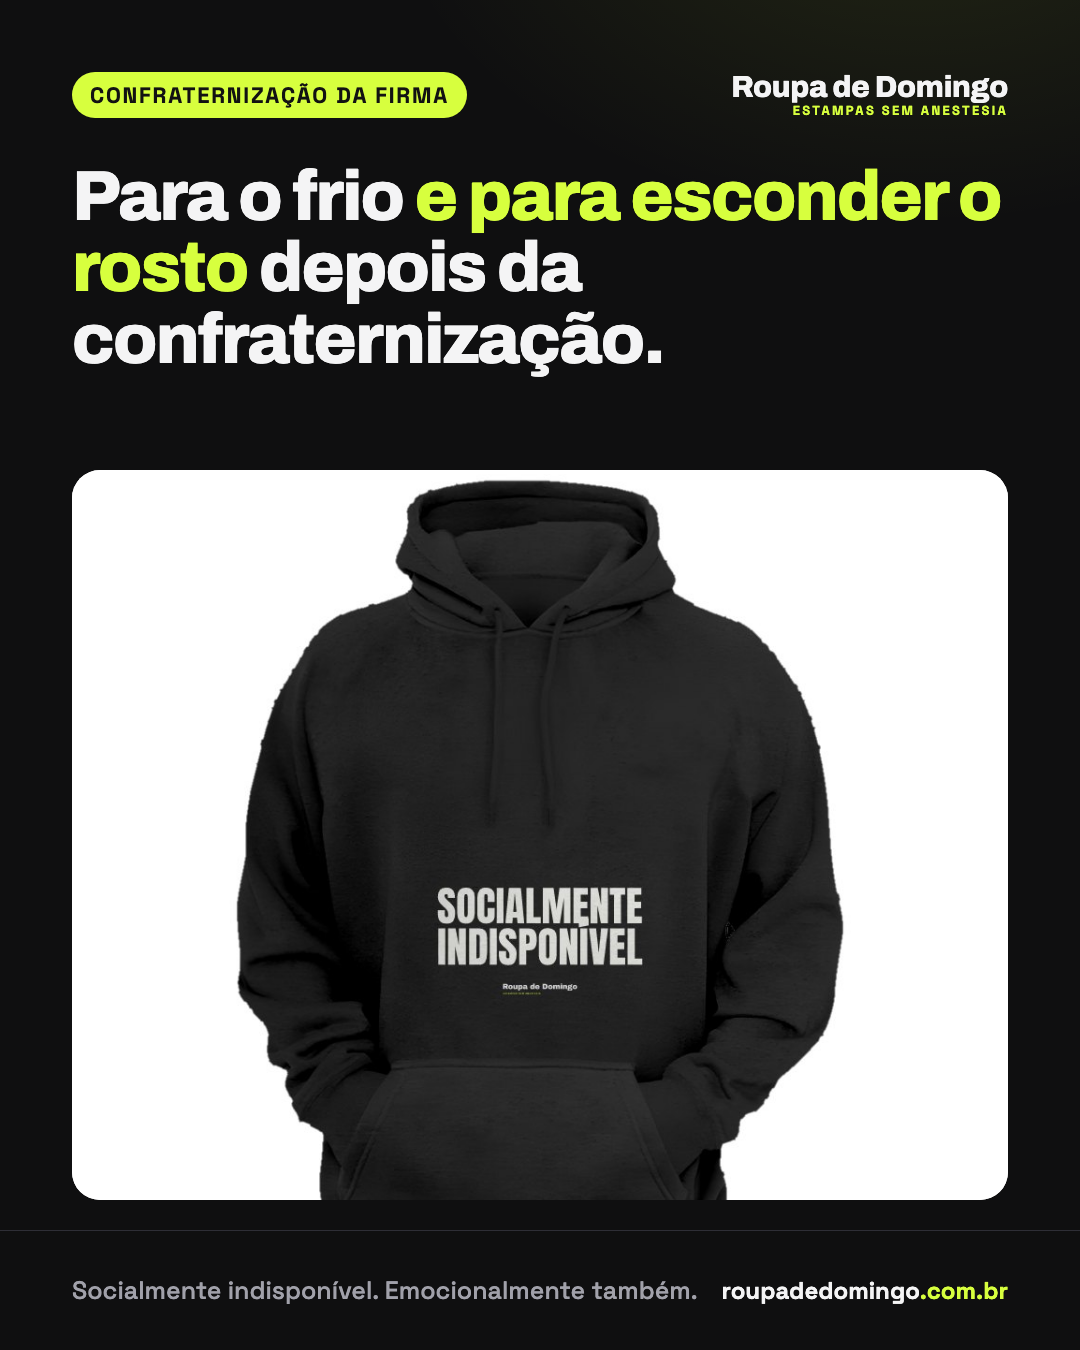 CONFRATERNIZAÇÃO DA FIRMA
Roupa de Domingo
ESTAMPAS SEM ANESTESIA
Para o frio e para esconder o
rosto depois da
confraternização.
SOCIALMENTE
INDISPONÍVEL
Roupa de Domingo
Socialmente indisponível. Emocionalmente também.
roupadedomingo.com.br